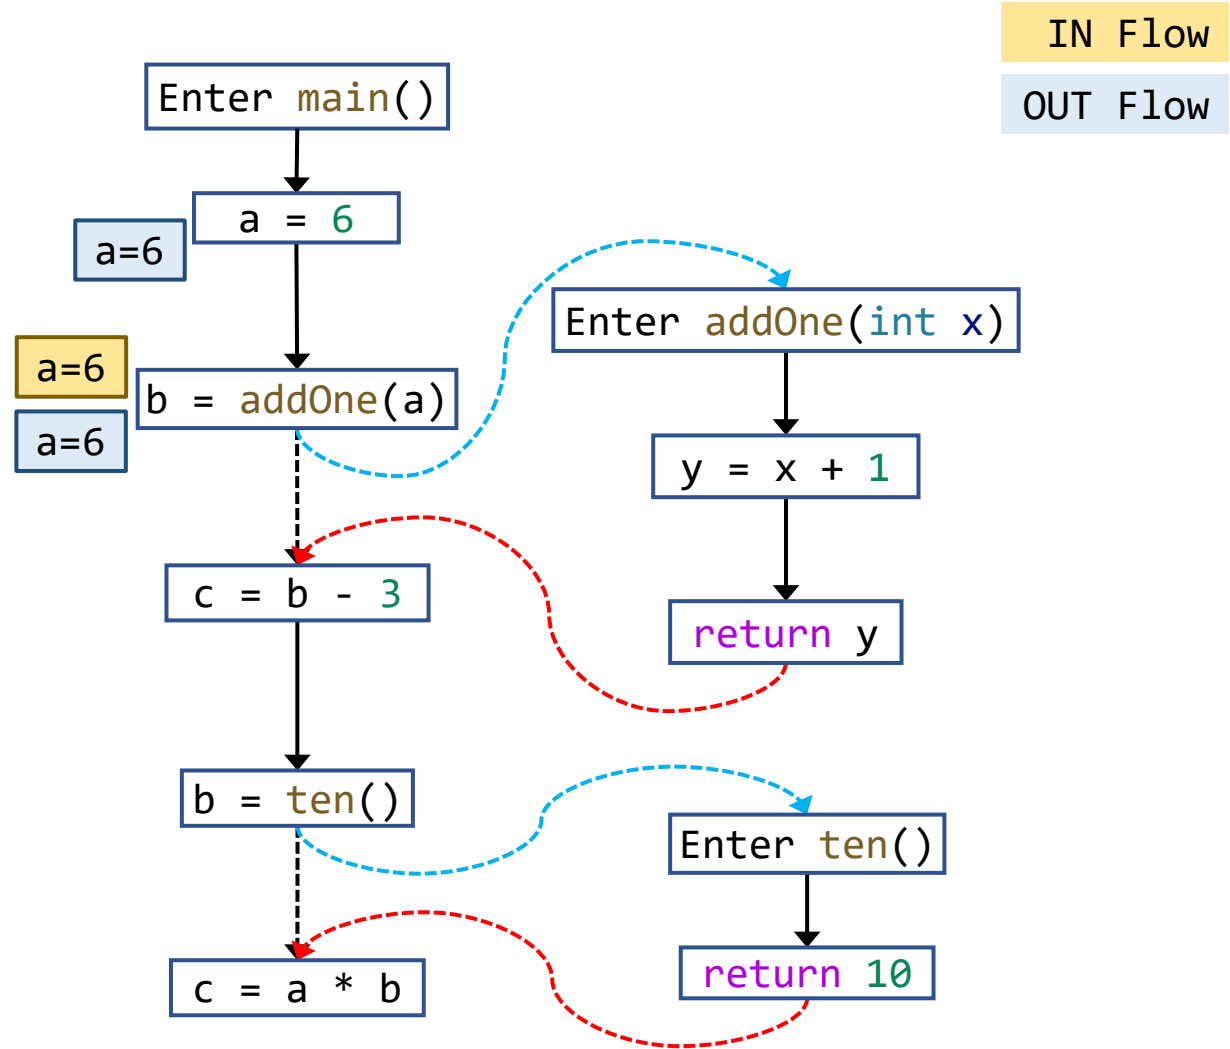 IN Flow
OUT Flow
Enter main()
a = 6
a=6
Enter addOne(int x)
a=6
b = addOne(a)
a=6
y = x + 1
c = b - 3
return y
b = ten()
Enter ten()
return 10
c = a * b